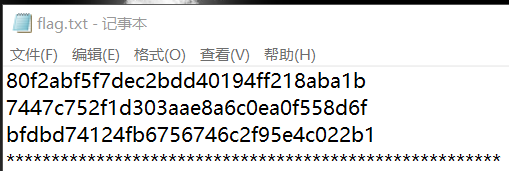 flag.txt - 记事本
文件(F) 编辑(E) 格式(O) 查看(V) 帮助(H)
80f2abf5f7dec2bdd40194ff218aba1b
7447c752f1d303aae8a6c0ea0f558d6f
bfdbd74124fb6756746c2f95e4c022b1
*******************************************************